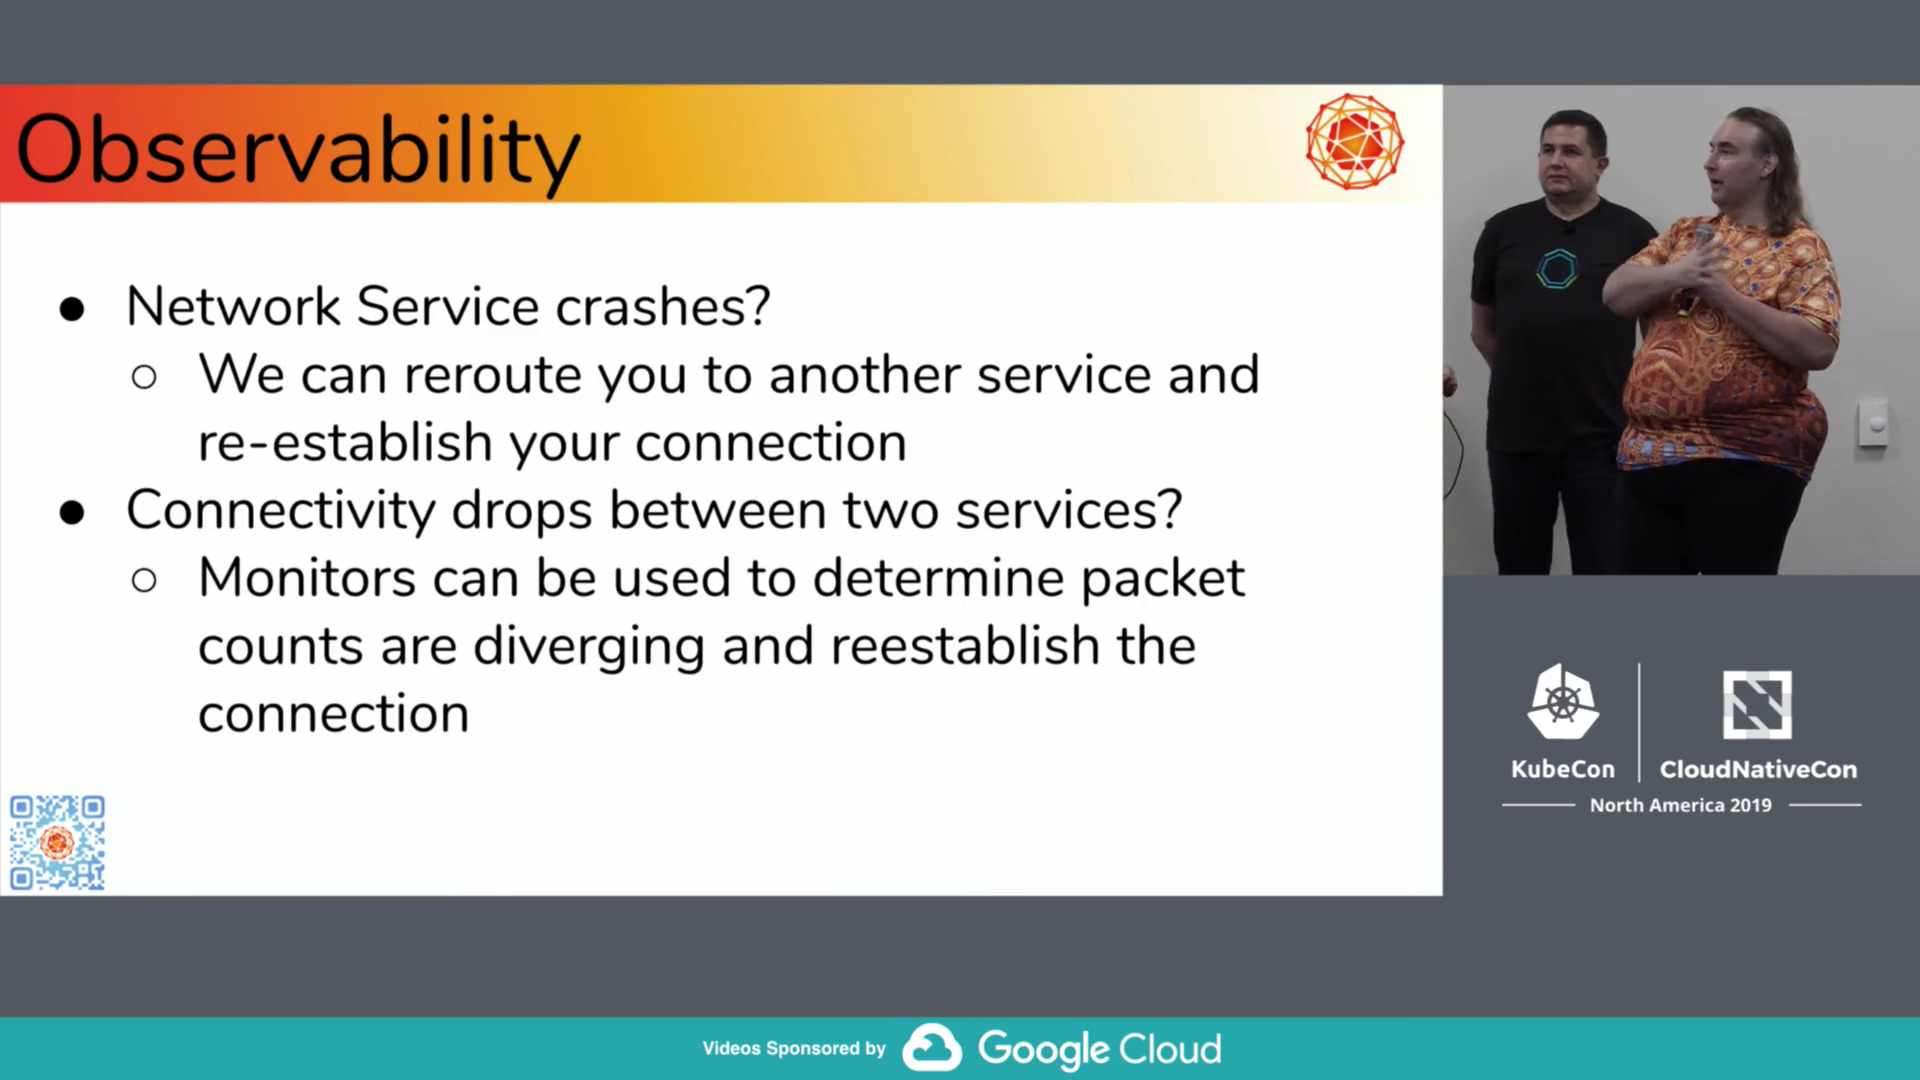 Observability
● Network Service crashes?
○ We can reroute you to another service and
re-establish your connection
● Connectivity drops between two services?
○ Monitors can be used to determine packet
counts are diverging and reestablish the
connection
KubeCon
CloudNativeCon
North America 2019
Videos Sponsored by
Google Cloud